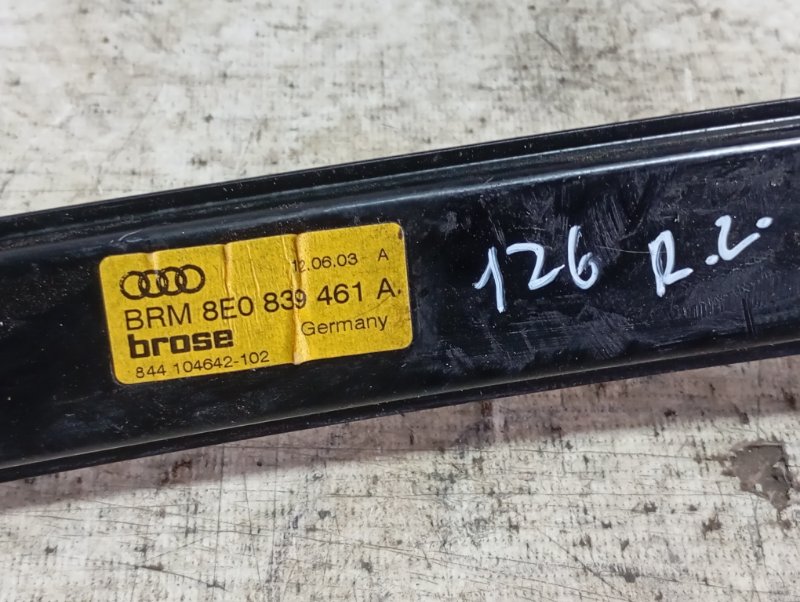 12.06.03 A
BRM 8E0 839 461 A.
brose Germany
844 104642-102
126 R.L.